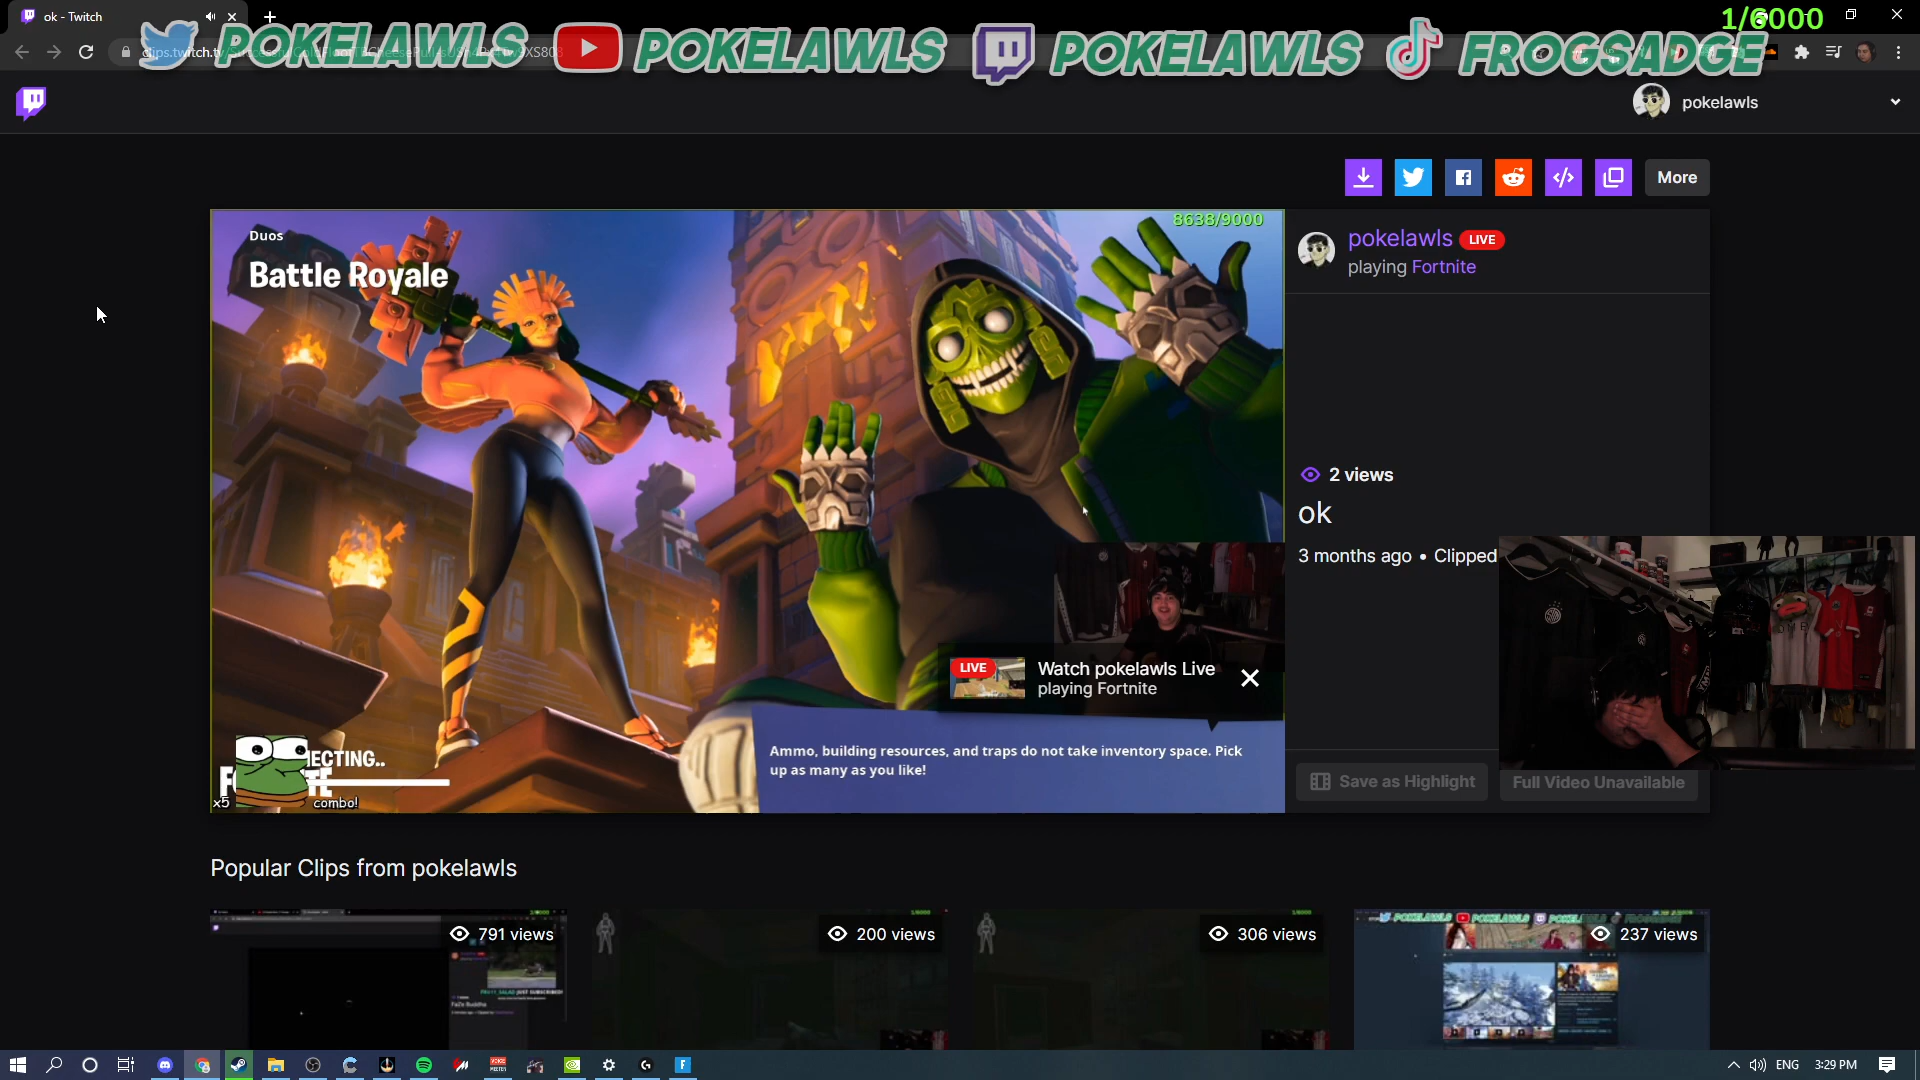 ok - Twitch
1/6000
POKELAWLS
POKELAWLS
POKELAWLS
FROGSADGE
pokelawls
More
Duos
Battle Royale
8638/9000
pokelawls LIVE
playing Fortnite
2 views
ok
3 months ago • Clipped
LIVE
Watch pokelawls Live
playing Fortnite
Ammo, building resources, and traps do not take inventory space. Pick
up as many as you like!
x5
combo!
Save as Highlight
Full Video Unavailable
Popular Clips from pokelawls
791 views
200 views
306 views
237 views
ENG
3:29 PM